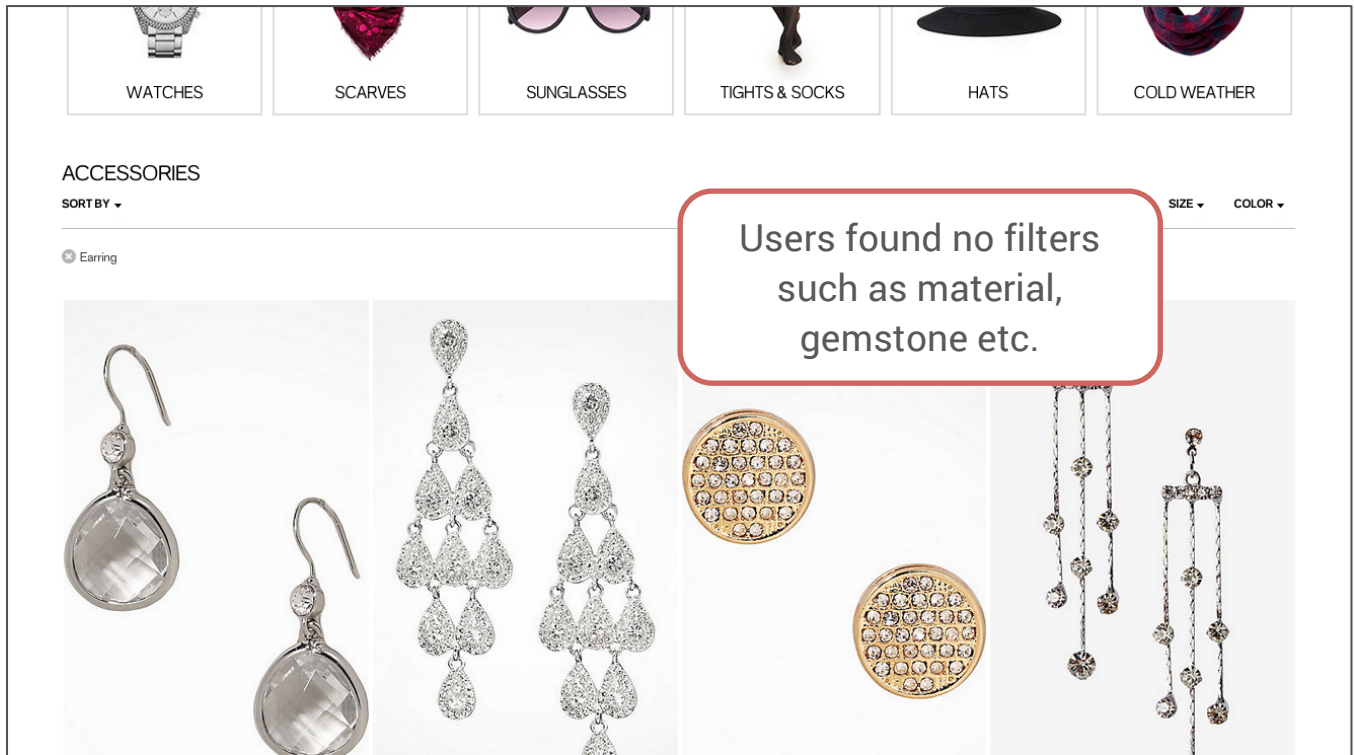 WATCHES
SCARVES
SUNGLASSES
TIGHTS & SOCKS
HATS
COLD WEATHER
ACCESSORIES
SORT BY
SIZE
COLOR
Earring
Users found no filters
such as material,
gemstone etc.